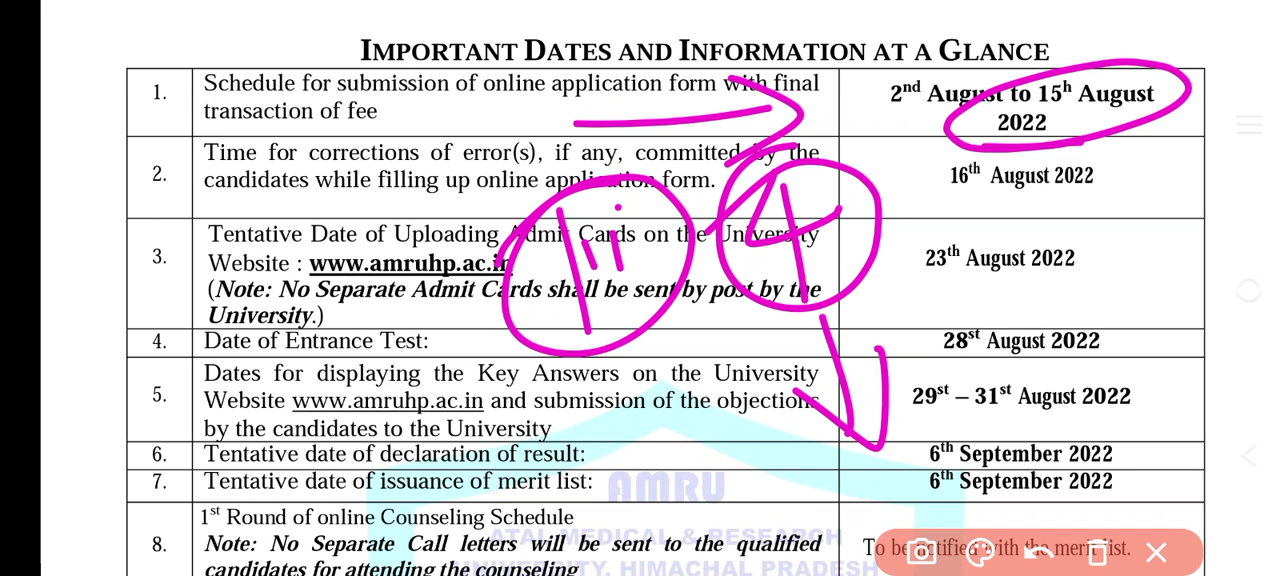 IMPORTANT DATES AND INFORMATION AT A GLANCE
1. Schedule for submission of online application form with final
transaction of fee
2nd August to 15h August
2022
2. Time for corrections of error(s), if any, committed by the
candidates while filling up online application form.
16th August 2022
3. Tentative Date of Uploading Admit Cards on the University
Website : www.amruhp.ac.in
(Note: No Separate Admit Cards shall be sent by post by the
University.)
23th August 2022
4. Date of Entrance Test:
28st August 2022
5. Dates for displaying the Key Answers on the University
Website www.amruhp.ac.in and submission of the objections
by the candidates to the University
29st – 31st August 2022
6. Tentative date of declaration of result:
6th September 2022
7. Tentative date of issuance of merit list:
6th September 2022
AMRU
8. 1st Round of online Counseling Schedule
ATAL MEDICAL & RESEARCH
Note: No Separate Call letters will be sent to the qualified
candidates for attending the counseling
To be notified with the merit list.
UNIVERSITY, HIMACHAL PRADESH